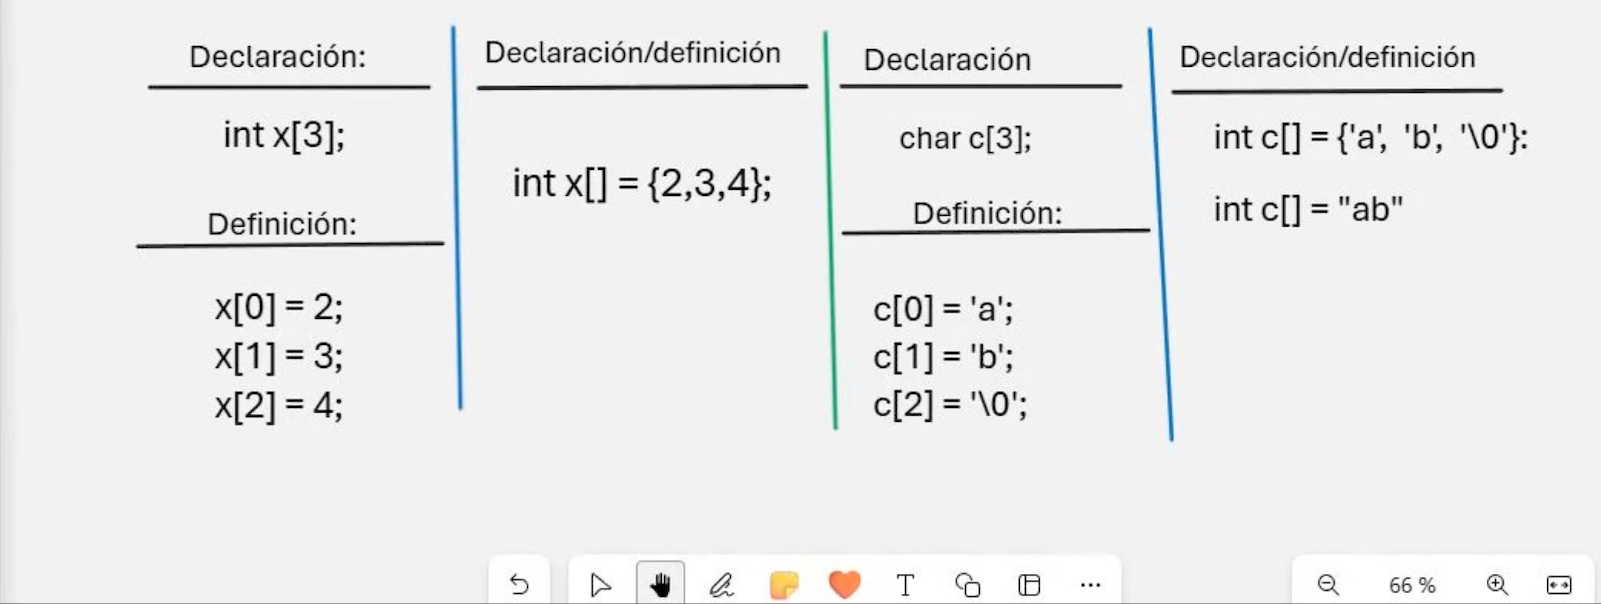 Declaración:
int x[3];
Definición:
x[0] = 2;
x[1] = 3;
x[2] = 4;
Declaración/definición
int x[] = {2,3,4};
Declaración
char c[3];
Definición:
c[0] = 'a';
c[1] = 'b';
c[2] = '\0';
Declaración/definición
int c[] = {'a', 'b', '\0'}:
int c[] = "ab"
T
66 %